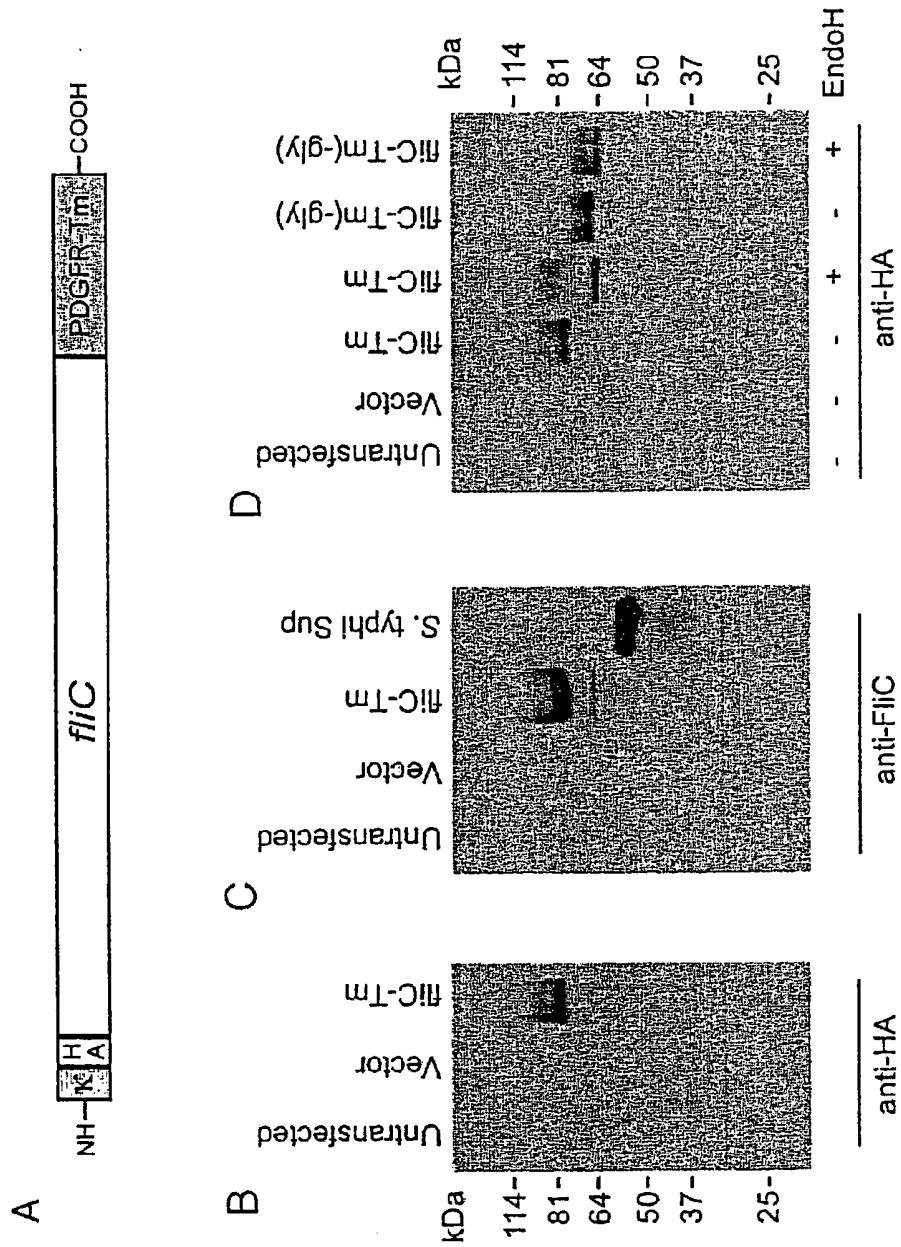 A
NH-
K
H
A
fliC
PDGFR-Tm
-COOH
B
Untransfected
Vector
fliC-Tm
kDa
114-
81-
64-
50-
37-
25-
anti-HA
C
Untransfected
Vector
fliC-Tm
S. typhi Sup
anti-FliC
D
Untransfected
Vector
fliC-Tm
fliC-Tm
fliC-Tm(-gly)
fliC-Tm(-gly)
kDa
-114
-81
-64
-50
-37
-25
- - - + - + EndoH
anti-HA